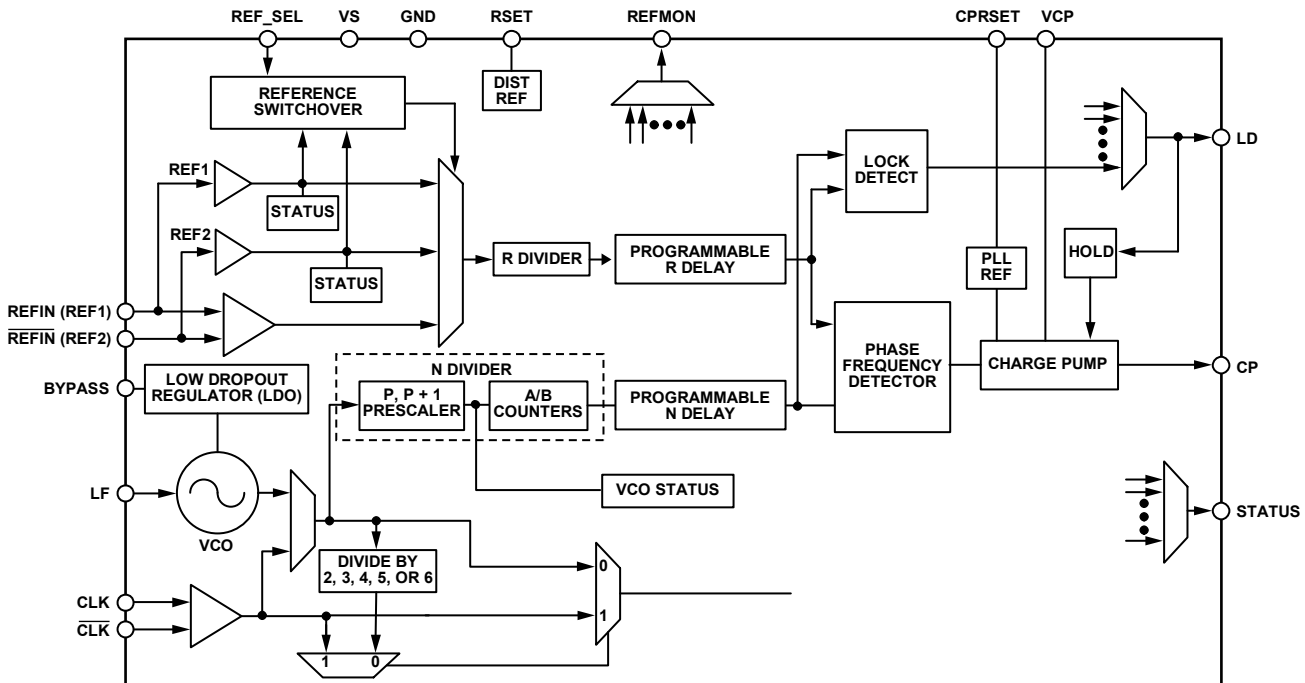 REF_SEL
VS
GND
RSET
REFMON
CPRSET
VCP
REFERENCE
SWITCHOVER
DIST
REF
LOCK
DETECT
LD
REF1
STATUS
REF2
STATUS
R DIVIDER
PROGRAMMABLE
R DELAY
PLL
REF
HOLD
REFIN (REF1)
REFIN (REF2)
PHASE
FREQUENCY
DETECTOR
CHARGE PUMP
CP
BYPASS
LOW DROPOUT
REGULATOR (LDO)
N DIVIDER
P, P + 1
PRESCALER
A/B
COUNTERS
PROGRAMMABLE
N DELAY
LF
VCO
VCO STATUS
STATUS
DIVIDE BY
2, 3, 4, 5, OR 6
0
1
CLK
CLK
1
0